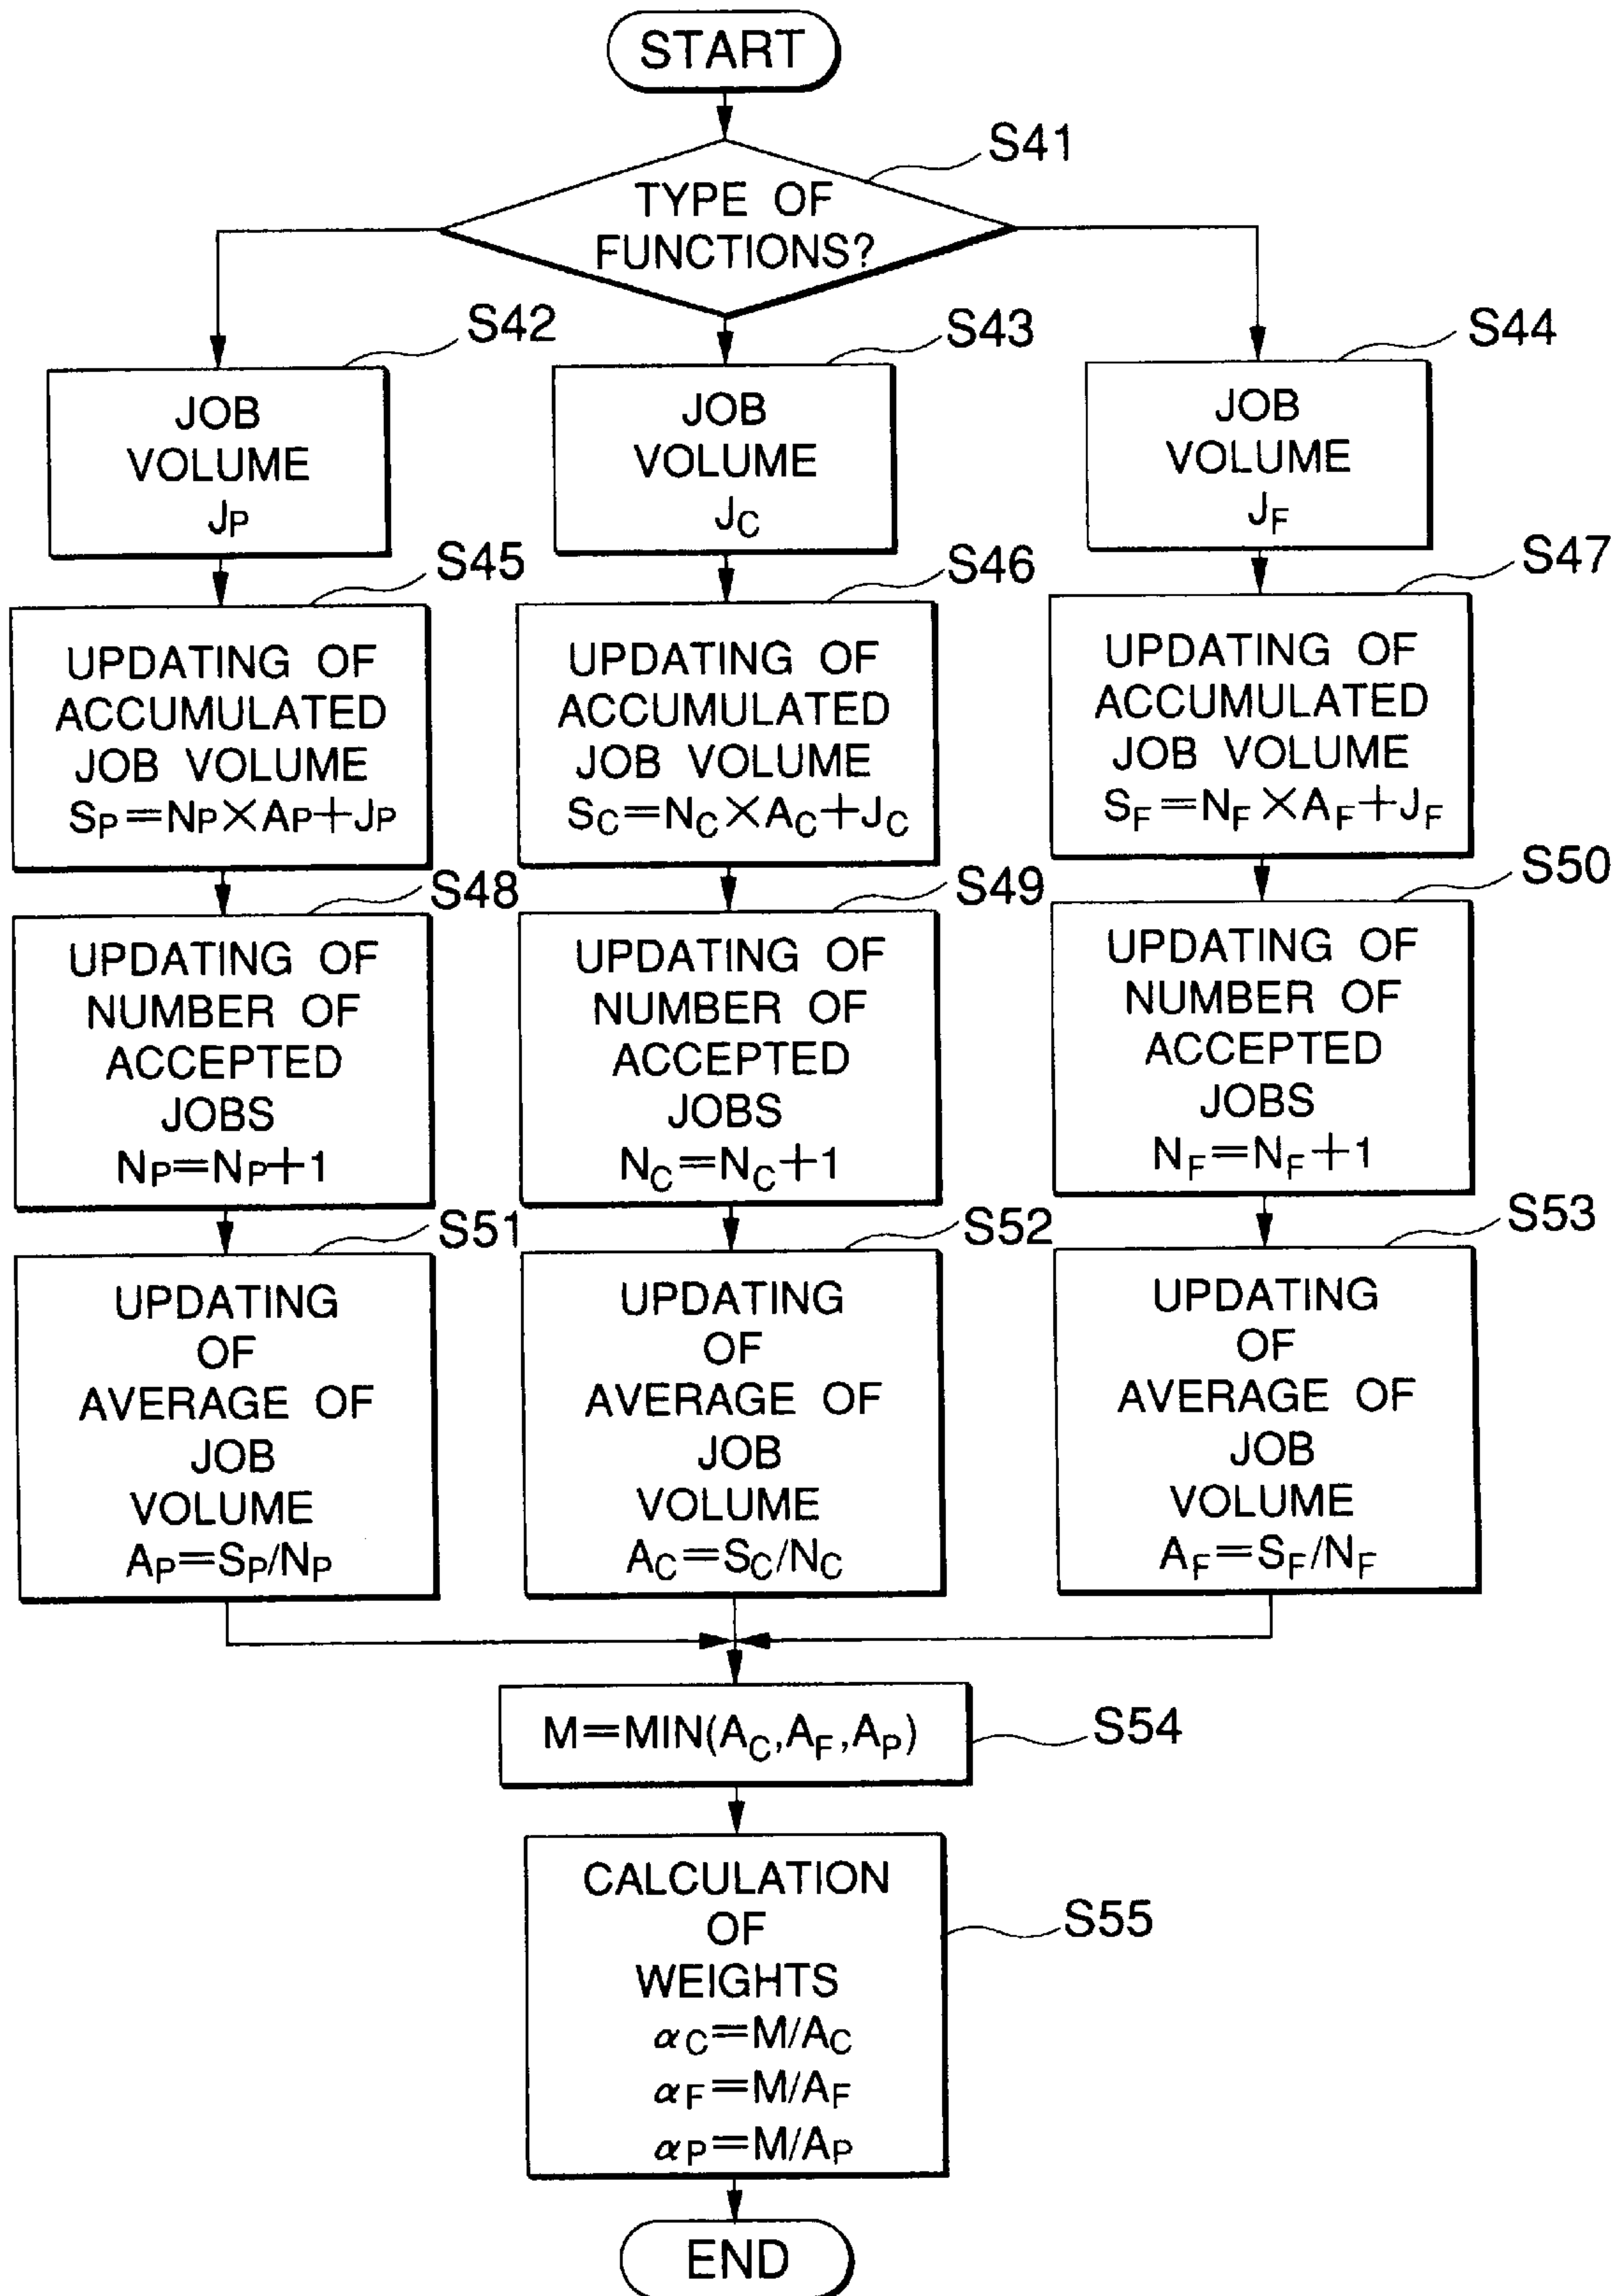 START
S41
TYPE OF
FUNCTIONS?
S42
JOB
VOLUME
JP
S43
JOB
VOLUME
JC
S44
JOB
VOLUME
JF
S45
UPDATING OF
ACCUMULATED
JOB VOLUME
SP=NP×AP+JP
S46
UPDATING OF
ACCUMULATED
JOB VOLUME
SC=NC×AC+JC
S47
UPDATING OF
ACCUMULATED
JOB VOLUME
SF=NF×AF+JF
S48
UPDATING OF
NUMBER OF
ACCEPTED
JOBS
NP=NP+1
S49
UPDATING OF
NUMBER OF
ACCEPTED
JOBS
NC=NC+1
S50
UPDATING OF
NUMBER OF
ACCEPTED
JOBS
NF=NF+1
S51
UPDATING
OF
AVERAGE OF
JOB
VOLUME
AP=SP/NP
S52
UPDATING
OF
AVERAGE OF
JOB
VOLUME
AC=SC/NC
S53
UPDATING
OF
AVERAGE OF
JOB
VOLUME
AF=SF/NF
M=MIN(AC,AF,AP)
S54
CALCULATION
OF
WEIGHTS
αC=M/AC
αF=M/AF
αP=M/AP
S55
END